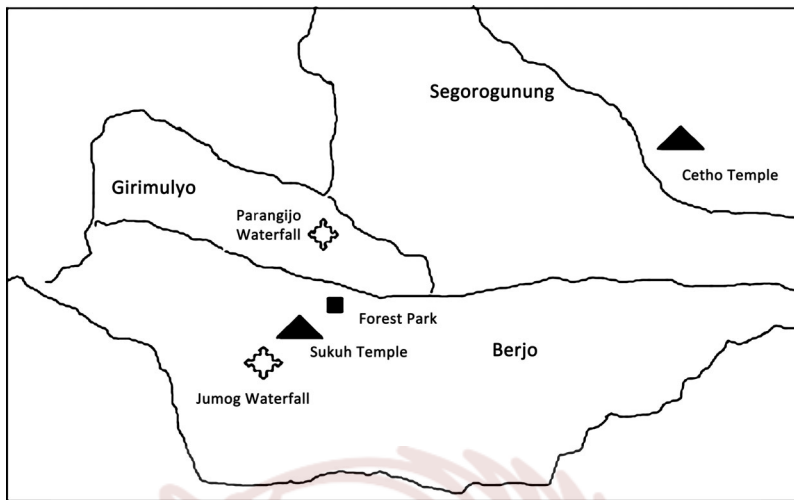 Segorogunung
Cetho Temple
Girimulyo
Parangijo
Waterfall
Forest Park
Sukuh Temple
Berjo
Jumog Waterfall